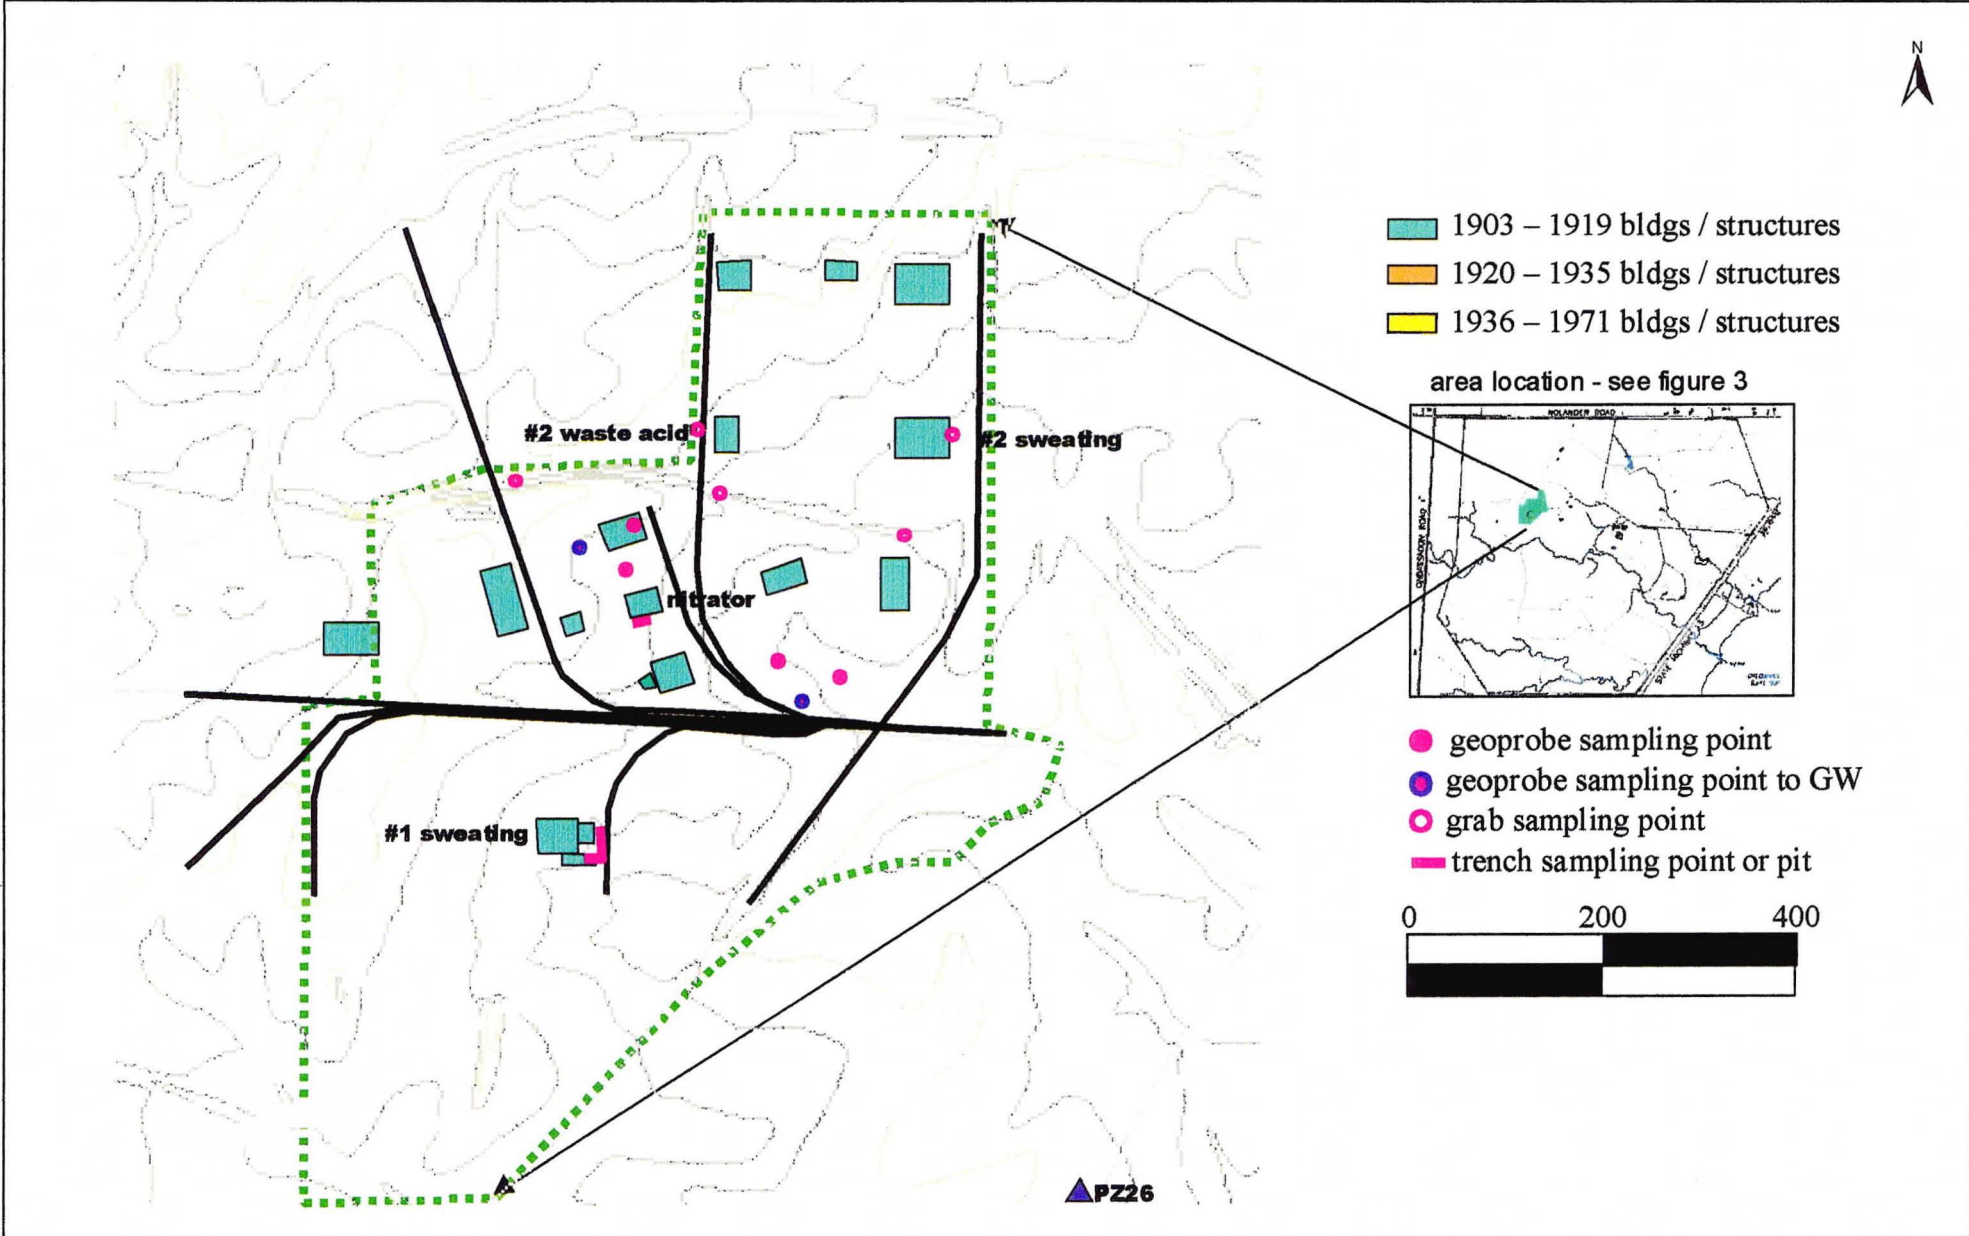 N
1903 – 1919 bldgs / structures
1920 – 1935 bldgs / structures
1936 – 1971 bldgs / structures
area location - see figure 3
NOLANDER ROAD
#2 waste acid
#2 sweating
nitrator
#1 sweating
geoprobe sampling point
geoprobe sampling point to GW
grab sampling point
trench sampling point or pit
0 200 400
PZ26